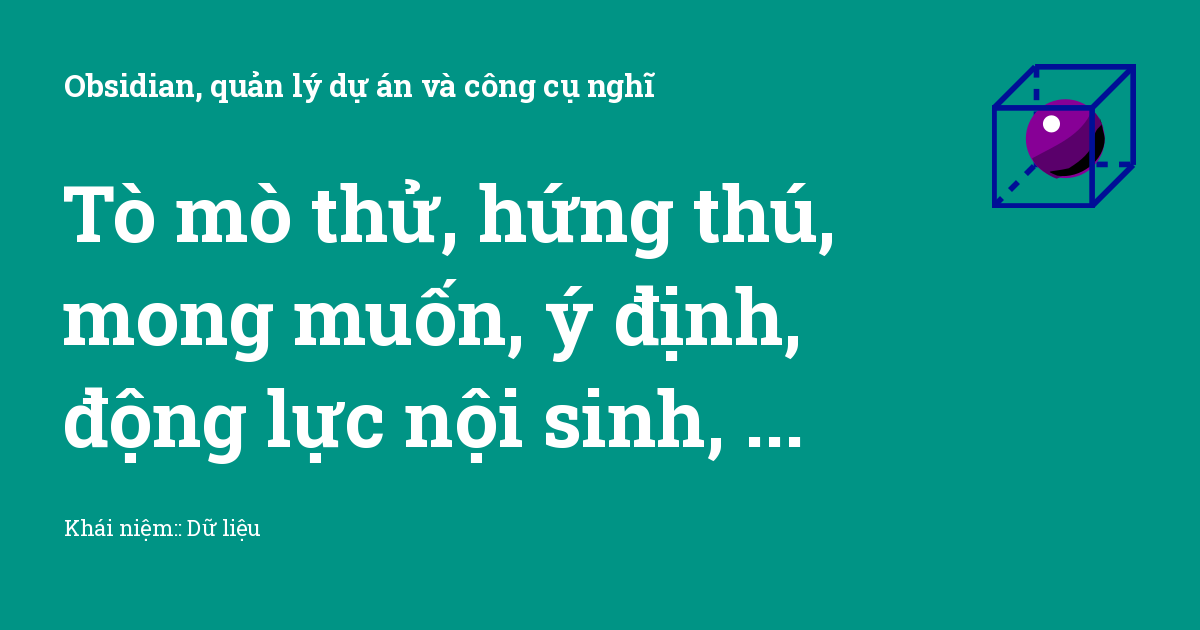 Obsidian, quản lý dự án và công cụ nghĩ
Tò mò thử, hứng thú,
mong muốn, ý định,
động lực nội sinh, ...
Khái niệm:: Dữ liệu